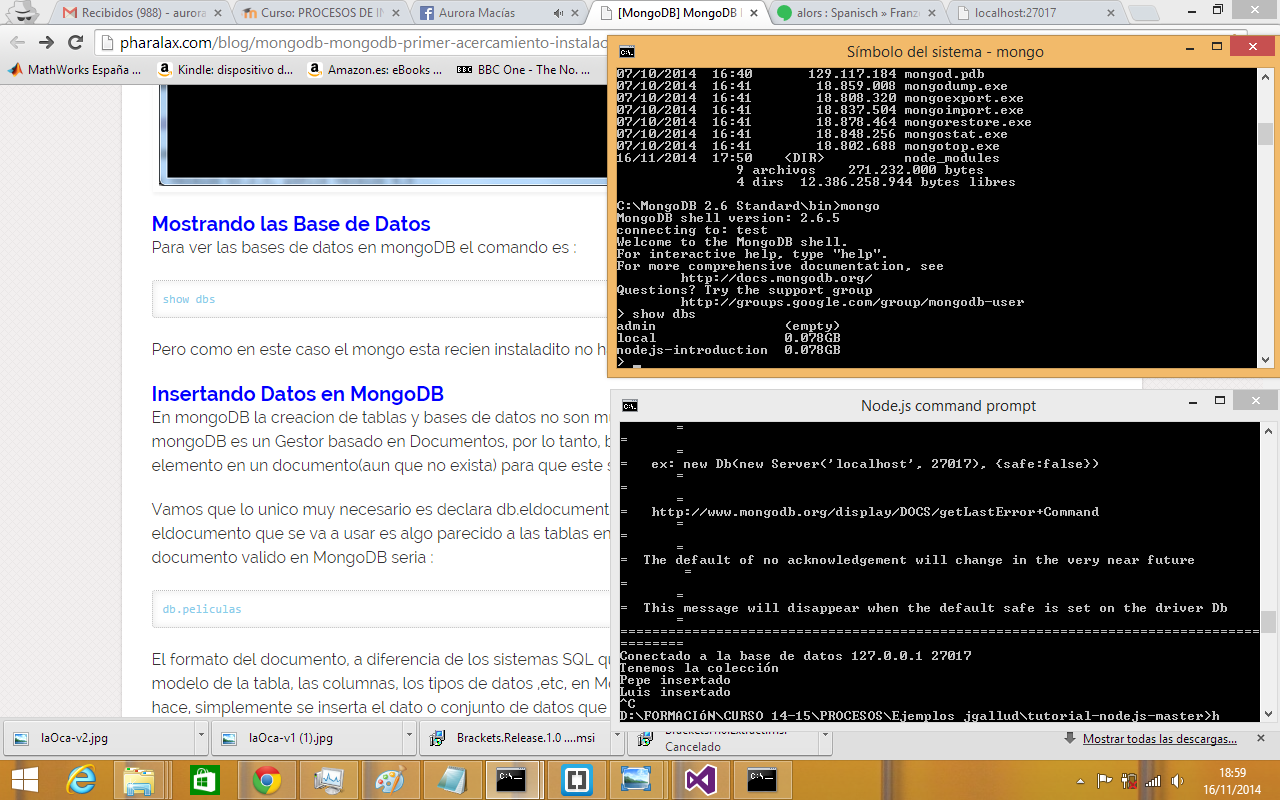 Recibidos (988) - aurora
Curso: PROCESOS DE IN
Aurora Macías
[MongoDB] MongoDB
alors : Spanisch » Franz
localhost:27017
pharalax.com/blog/mongodb-mongodb-primer-acercamiento-instalac
MathWorks España ...
Kindle: dispositivo d...
Amazon.es: eBooks ...
BBC One - The No. ...
Mostrando las Base de Datos
Para ver las bases de datos en mongoDB el comando es :
show dbs
Pero como en este caso el mongo esta recien instaladito no h
Insertando Datos en MongoDB
En mongoDB la creacion de tablas y bases de datos no son m
mongoDB es un Gestor basado en Documentos, por lo tanto, b
elemento en un documento(aun que no exista) para que este s
Vamos que lo unico muy necesario es declara db.eldocument
eldocumento que se va a usar es algo parecido a las tablas en
documento valido en MongoDB seria :
db.peliculas
El formato del documento, a diferencia de los sistemas SQL q
modelo de la tabla, las columnas, los tipos de datos ,etc, en M
hace, simplemente se inserta el dato o conjunto de datos que
Símbolo del sistema - mongo
07/10/2014  16:40       129.117.184 mongod.pdb
07/10/2014  16:41        18.859.008 mongodump.exe
07/10/2014  16:41        18.808.320 mongoexport.exe
07/10/2014  16:41        18.837.504 mongoimport.exe
07/10/2014  16:41        18.878.464 mongorestore.exe
07/10/2014  16:41        18.848.256 mongostat.exe
07/10/2014  16:41        18.802.688 mongotop.exe
16/11/2014  17:50    <DIR>          node_modules
9 archivos    271.232.000 bytes
4 dirs  12.386.258.944 bytes libres
C:\MongoDB 2.6 Standard\bin>mongo
MongoDB shell version: 2.6.5
connecting to: test
Welcome to the MongoDB shell.
For interactive help, type "help".
For more comprehensive documentation, see
http://docs.mongodb.org/
Questions? Try the support group
http://groups.google.com/group/mongodb-user
> show dbs
admin                (empty)
local                0.078GB
nodejs-introduction  0.078GB
>
Node.js command prompt
=
=
=
=   ex: new Db(new Server('localhost', 27017), {safe:false})
=
=
=
=   http://www.mongodb.org/display/DOCS/getLastError+Command
=
=
=
=  The default of no acknowledgement will change in the very near future
=
=
=
=  This message will disappear when the default safe is set on the driver Db
=
================================================================================
========
Conectado a la base de datos 127.0.0.1 27017
Tenemos la colección
Pepe insertado
Luis insertado
^C
D:\FORMACIÓN\CURSO 14-15\PROCESOS\Ejemplos jgallud\tutorial-node.js-master>h
laOca-v2.jpg
laOca-v1 (1).jpg
Brackets.Release.1.0 ....msi
Cancelado
Mostrar todas las descargas...
18:59
16/11/2014